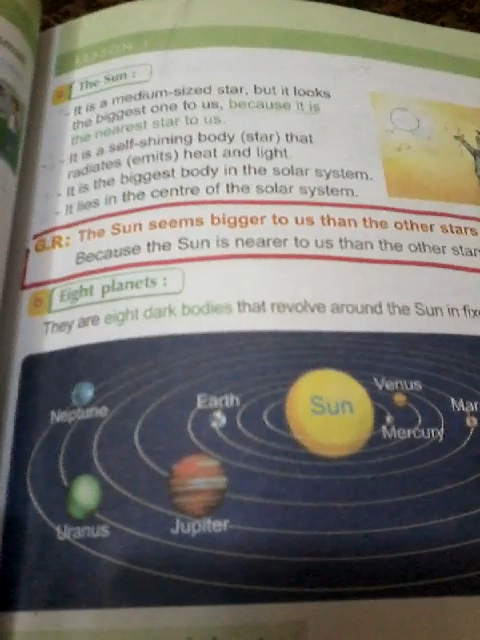 LESSON 1
a The Sun :
- It is a medium-sized star, but it looks
the biggest one to us, because it is
the nearest star to us.
- It is a self-shining body (star) that
radiates (emits) heat and light.
- It is the biggest body in the solar system.
- It lies in the centre of the solar system.
G.R: The Sun seems bigger to us than the other stars
Because the Sun is nearer to us than the other star
b Eight planets :
They are eight dark bodies that revolve around the Sun in fix
Neptune
Earth
Sun
Venus
Mercury
Mar
Uranus
Jupiter